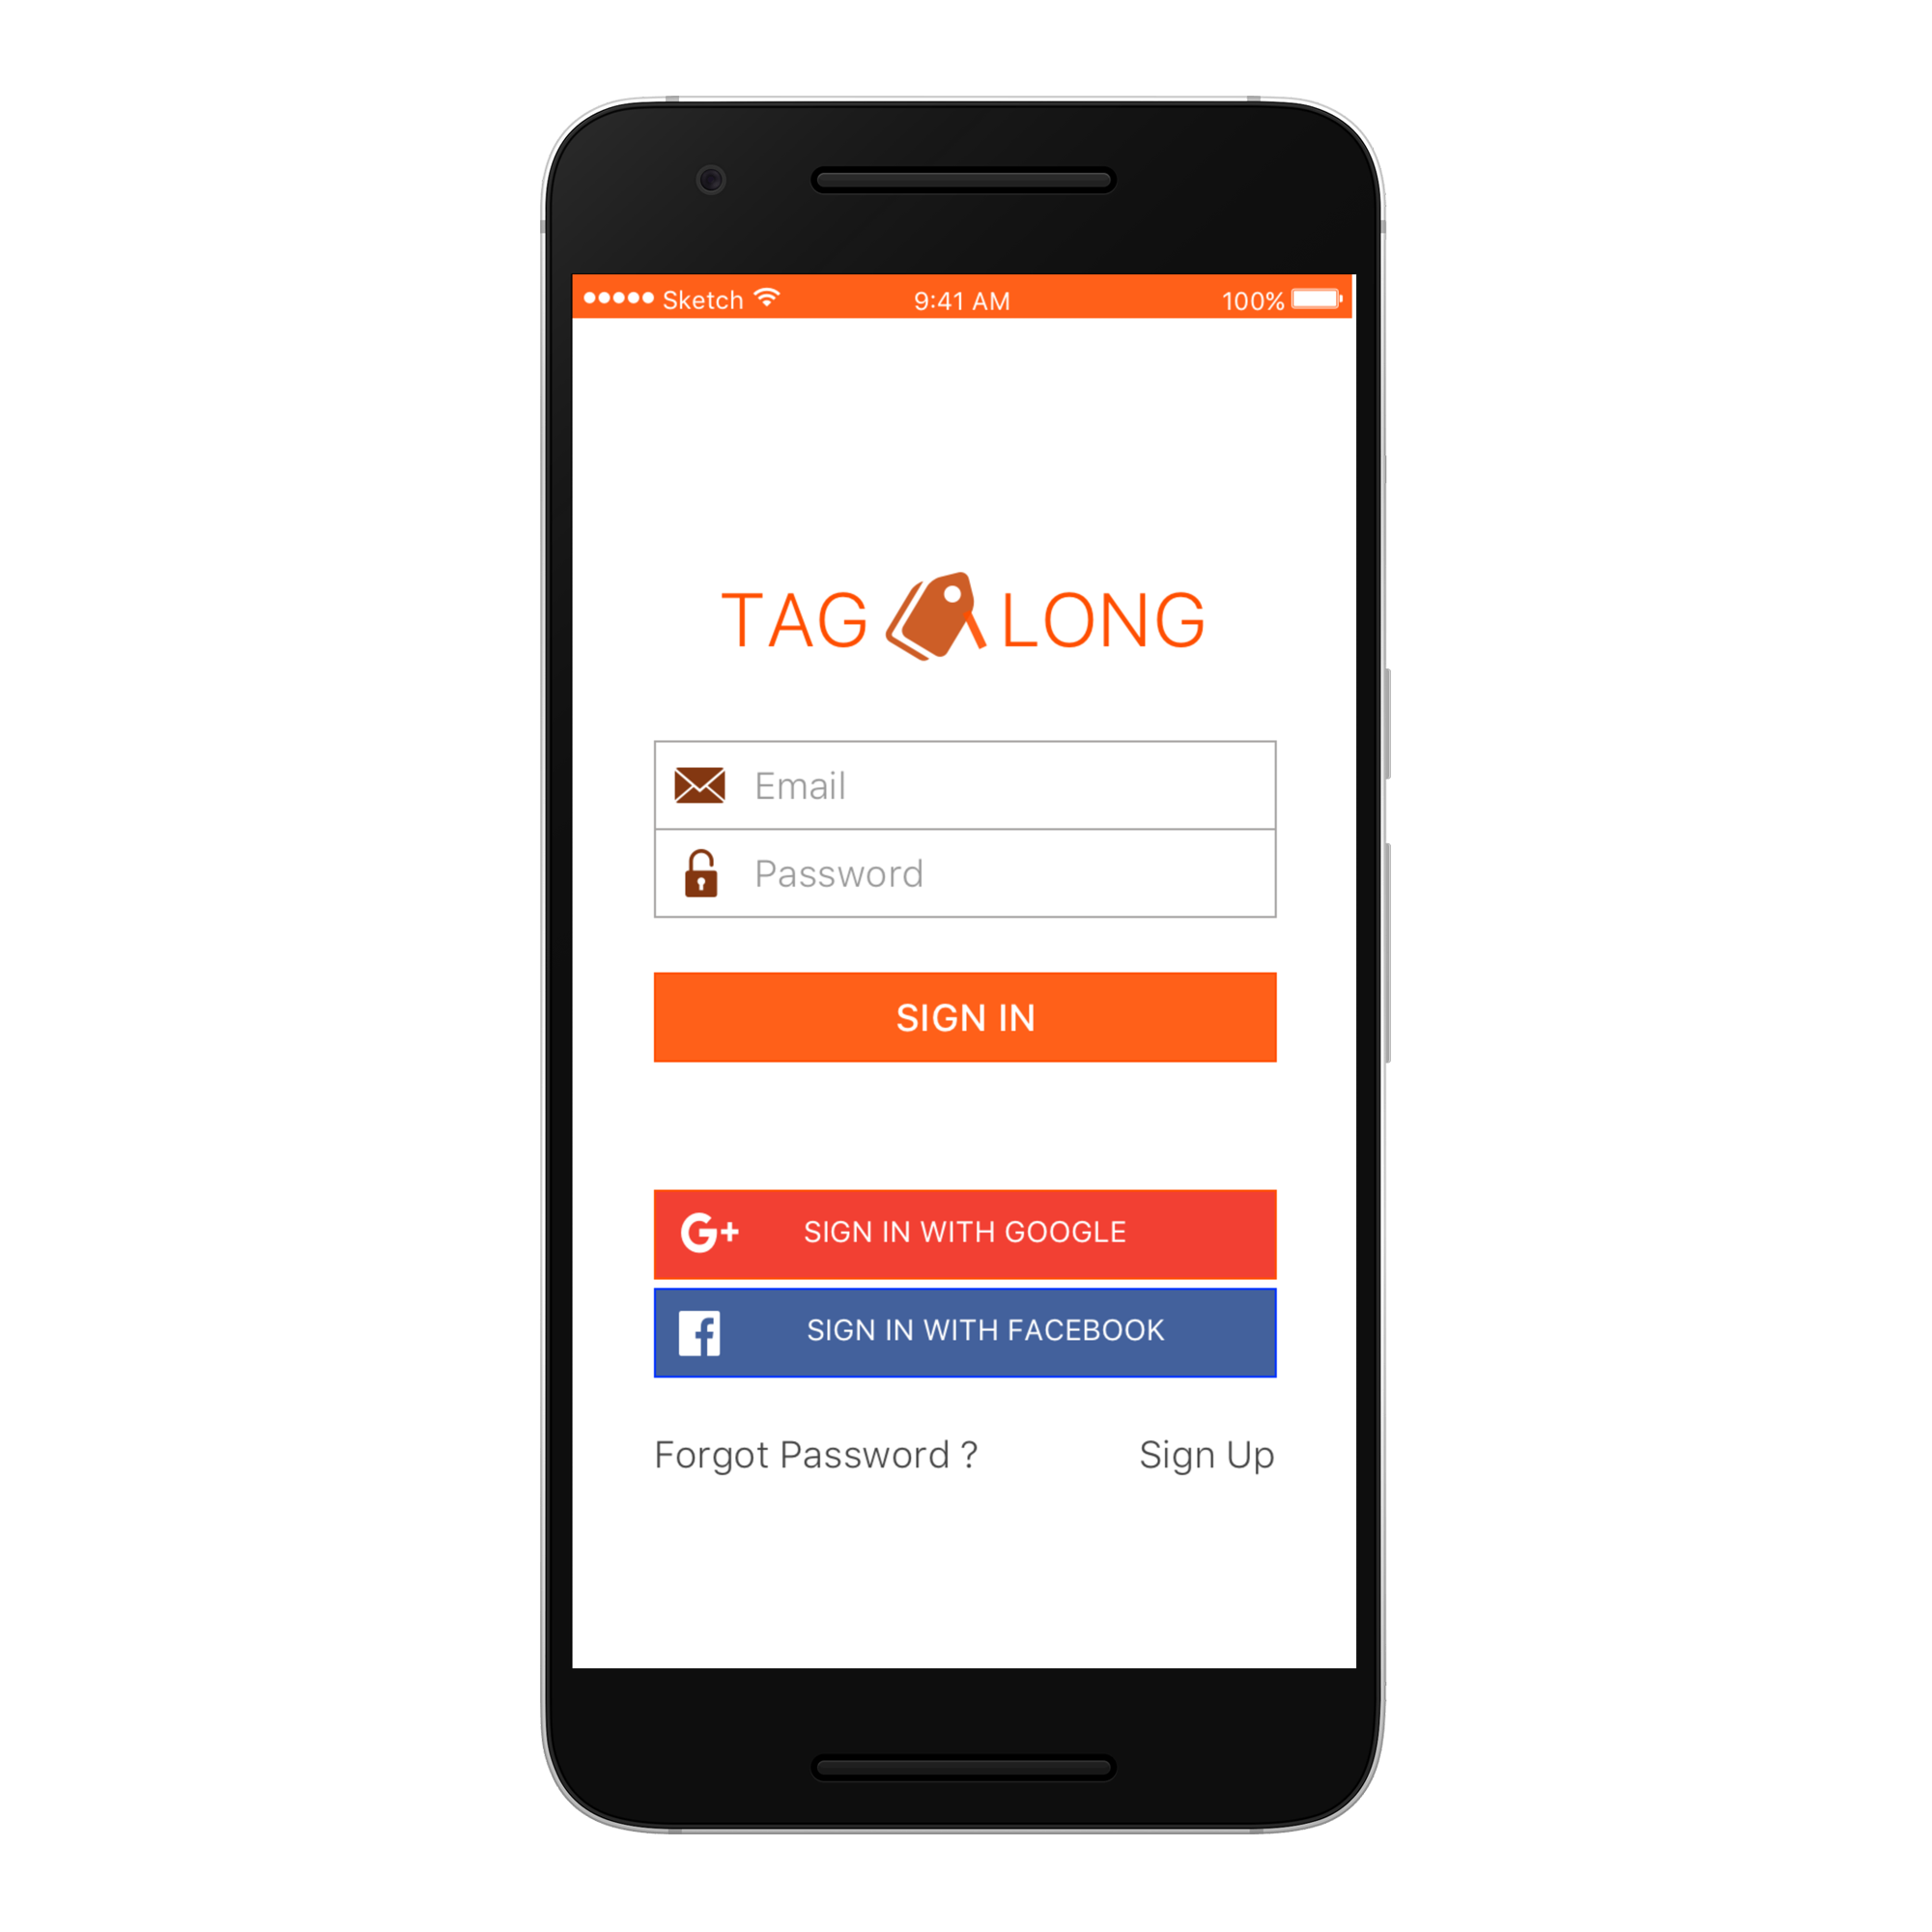 Sketch 9:41 AM 100%
TAG LONG
Email
Password
SIGN IN
G+ SIGN IN WITH GOOGLE
f SIGN IN WITH FACEBOOK
Forgot Password ? Sign Up